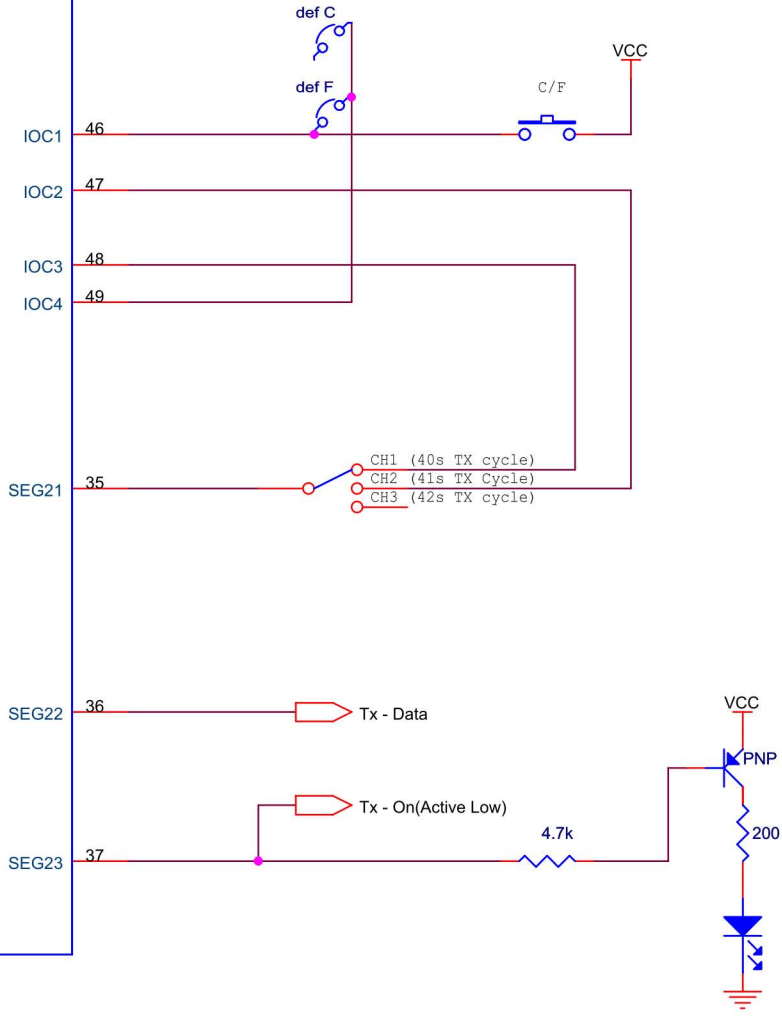 def C
VCC
def F
C/F
IOC1 46
IOC2 47
IOC3 48
IOC4 49
CH1 (40s TX cycle)
SEG21 35
CH2 (41s TX Cycle)
CH3 (42s TX cycle)
VCC
SEG22 36
Tx - Data
PNP
Tx - On(Active Low)
4.7k
200
SEG23 37